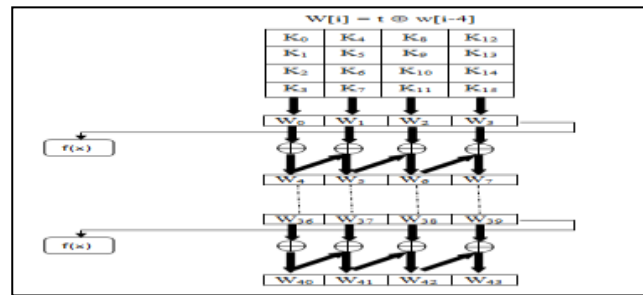 W[i] = t ⊕ w[i-4]
K₀ K₄ K₈ K₁₂
K₁ K₅ K₉ K₁₃
K₂ K₆ K₁₀ K₁₄
K₃ K₇ K₁₁ K₁₅
W₀ W₁ W₂ W₃
f(x)
W₄ W₅ W₆ W₇
W₃₆ W₃₇ W₃₈ W₃₉
f(x)
W₄₀ W₄₁ W₄₂ W₄₃